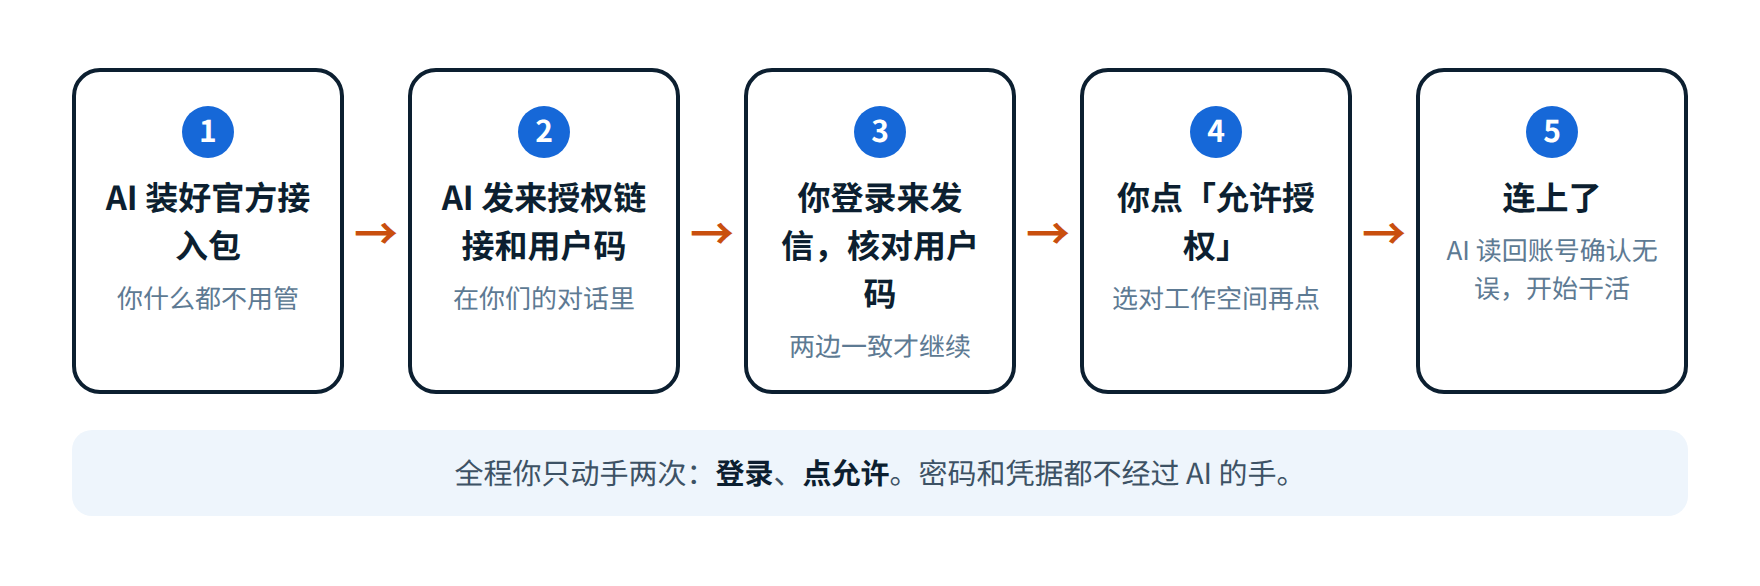 1
AI 装好官方接
入包
你什么都不用管
→
2
AI 发来授权链
接和用户码
在你们的对话里
→
3
你登录来发
信，核对用户
码
两边一致才继续
→
4
你点「允许授
权」
选对工作空间再点
→
5
连上了
AI 读回账号确认无
误，开始干活
全程你只动手两次：登录、点允许。密码和凭据都不经过 AI 的手。